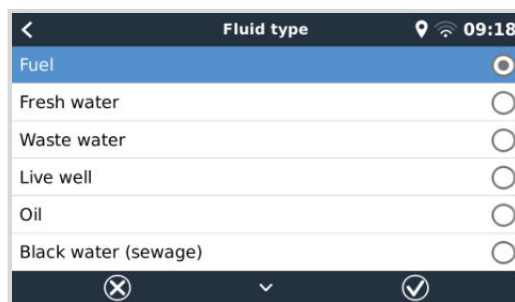 Fluid type 09:18
Fuel
Fresh water
Waste water
Live well
Oil
Black water (sewage)